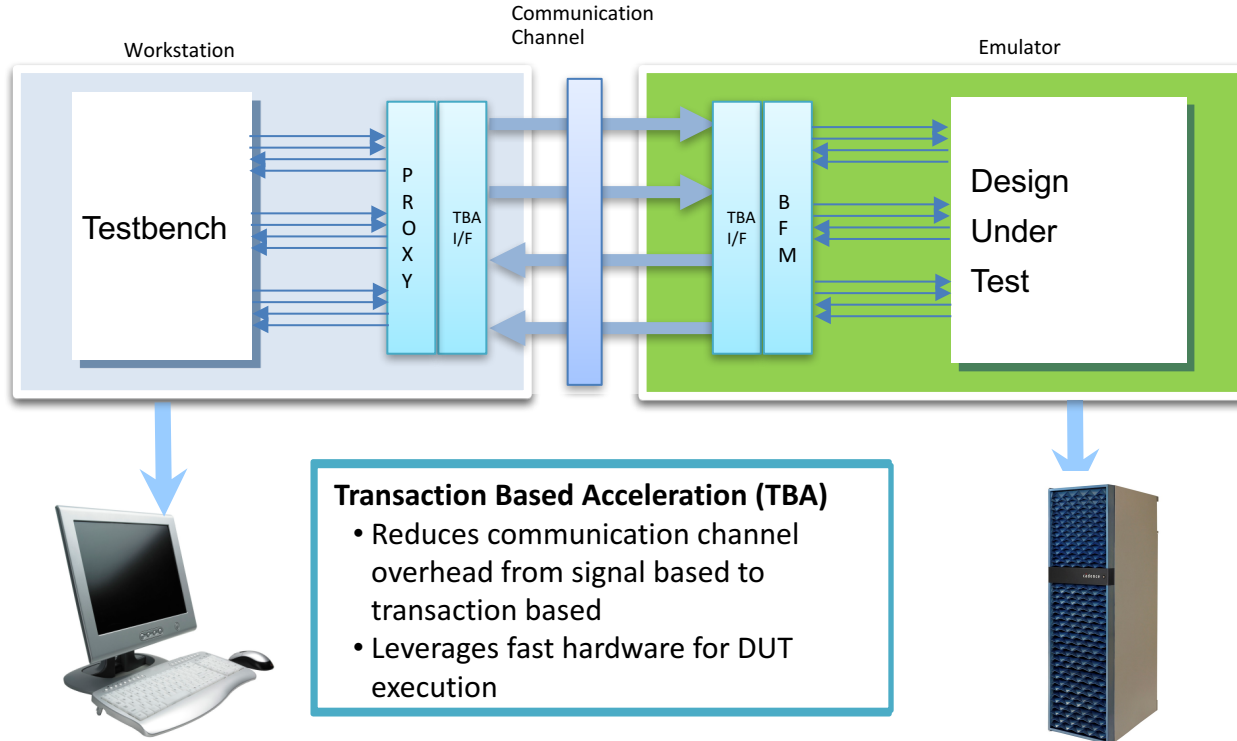 Communication
Channel
Workstation
Emulator
Testbench
P
R
O
X
Y
TBA
I/F
TBA
I/F
B
F
M
Design
Under
Test
Transaction Based Acceleration (TBA)
• Reduces communication channel
overhead from signal based to
transaction based
• Leverages fast hardware for DUT
execution
cadence